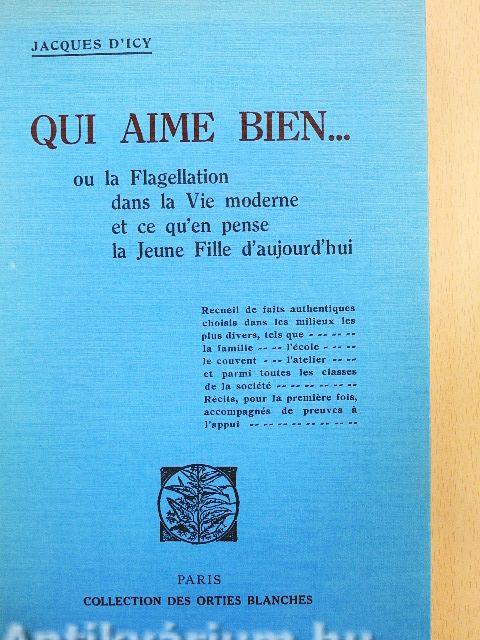 JACQUES D'ICY
QUI AIME BIEN...
ou la Flagellation
dans la Vie moderne
et ce qu'en pense
la Jeune Fille d'aujourd'hui
Recueil de faits authentiques
choisis dans les milieux les
plus divers, tels que - -- -- --
la famille -- -- l'école - -- --
le couvent - -- l'atelier -- --
et parmi toutes les classes
de la société -- -- -- -- -- --
Récits, pour la première fois,
accompagnés de preuves à
l'appui -- -- -- -- -- -- -- --
PARIS
COLLECTION DES ORTIES BLANCHES
Antikvárium.hu